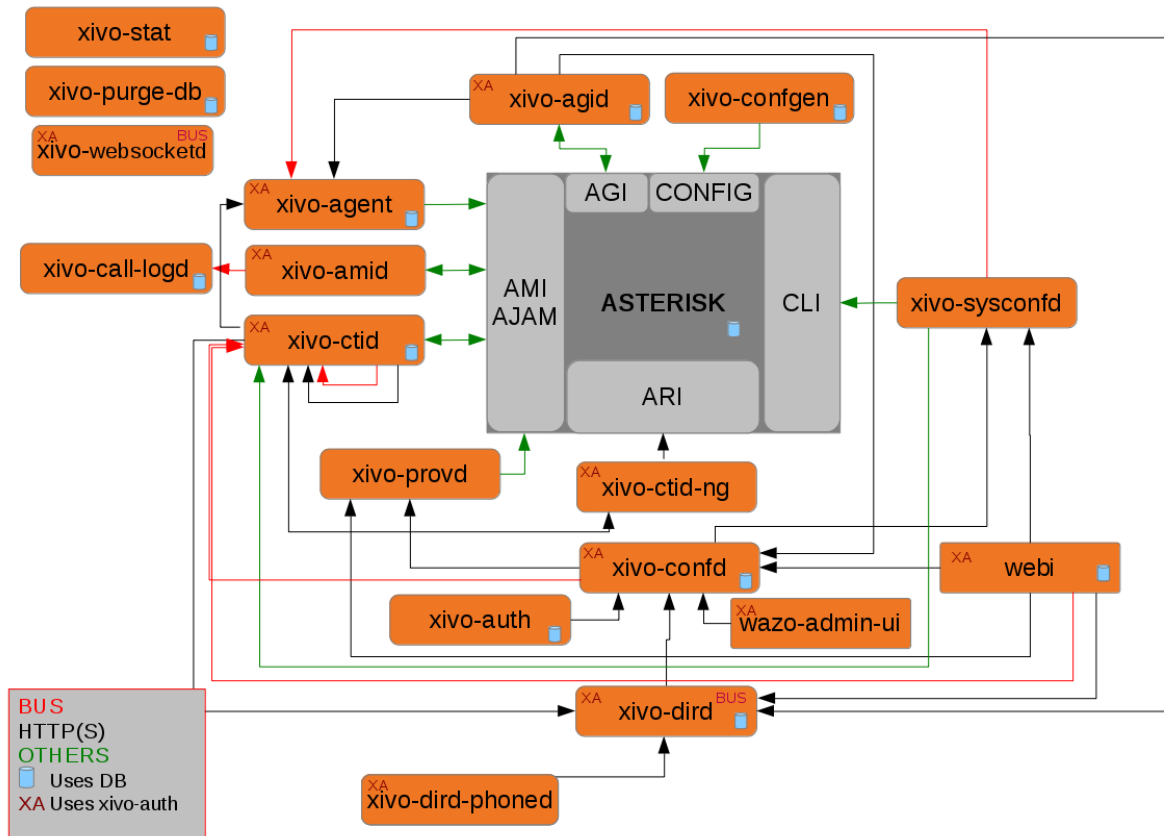 xivo-stat
xivo-purge-db
XA
BUS
xivo-websocketd
XA
xivo-agid
xivo-confgen
XA
xivo-agent
AGI
CONFIG
xivo-call-logd
XA
xivo-amid
AMI
AJAM
ASTERISK
CLI
xivo-sysconfd
XA
xivo-ctid
ARI
xivo-provd
XA
xivo-ctid-ng
XA
xivo-confd
XA
webi
xivo-auth
XA
wazo-admin-ui
XA
BUS
xivo-dird
XA
xivo-dird-phoned
BUS
HTTP(S)
OTHERS
Uses DB
XA Uses xivo-auth